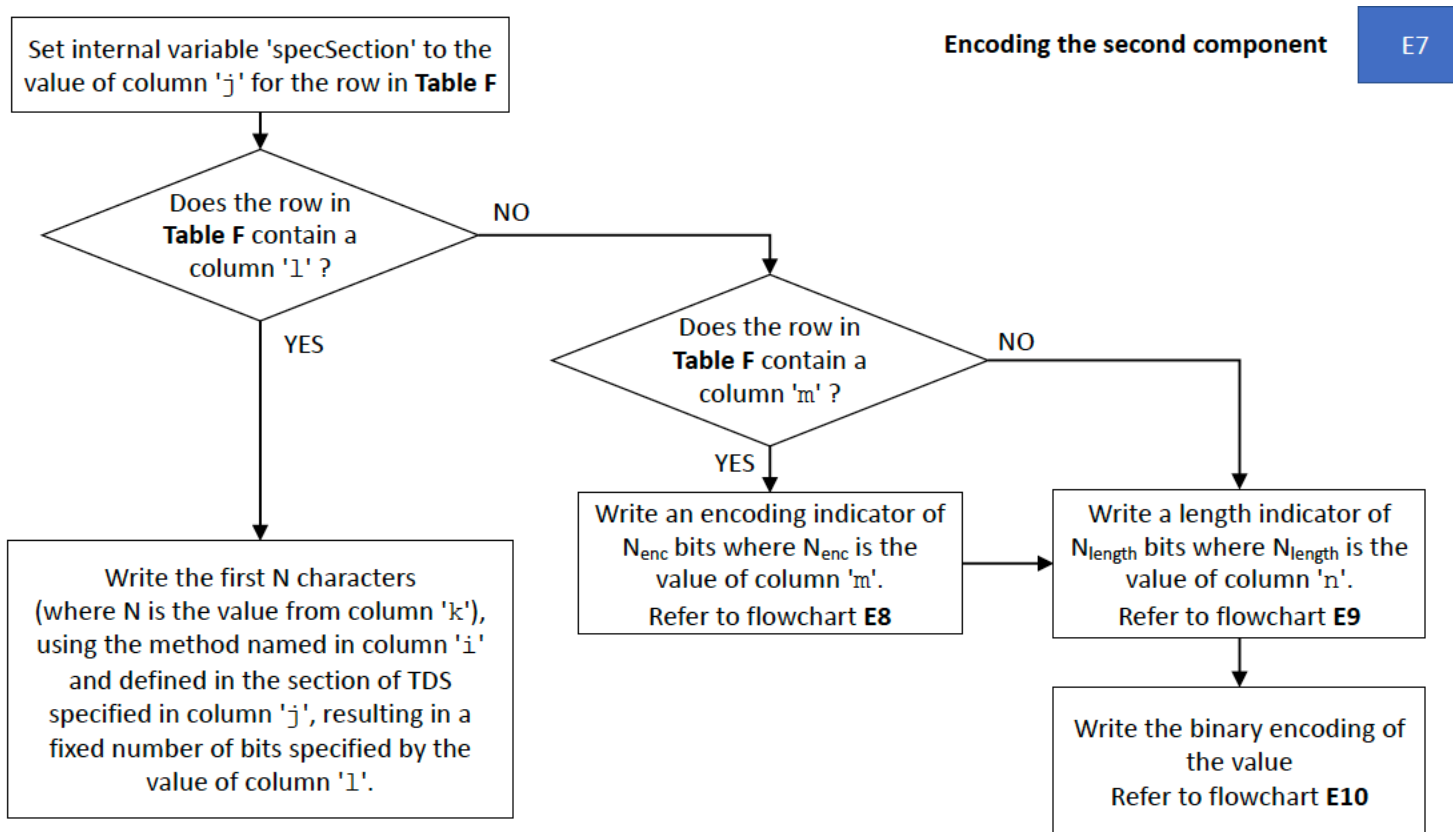 Encoding the second component
E7
Set internal variable 'specSection' to the
value of column 'j' for the row in Table F
Does the row in
Table F contain a
column 'l' ?
NO
YES
Does the row in
Table F contain a
column 'm' ?
NO
YES
Write the first N characters
(where N is the value from column 'k'),
using the method named in column 'i'
and defined in the section of TDS
specified in column 'j', resulting in a
fixed number of bits specified by the
value of column 'l'.
Write an encoding indicator of
Nenc bits where Nenc is the
value of column 'm'.
Refer to flowchart E8
Write a length indicator of
Nlength bits where Nlength is the
value of column 'n'.
Refer to flowchart E9
Write the binary encoding of
the value
Refer to flowchart E10